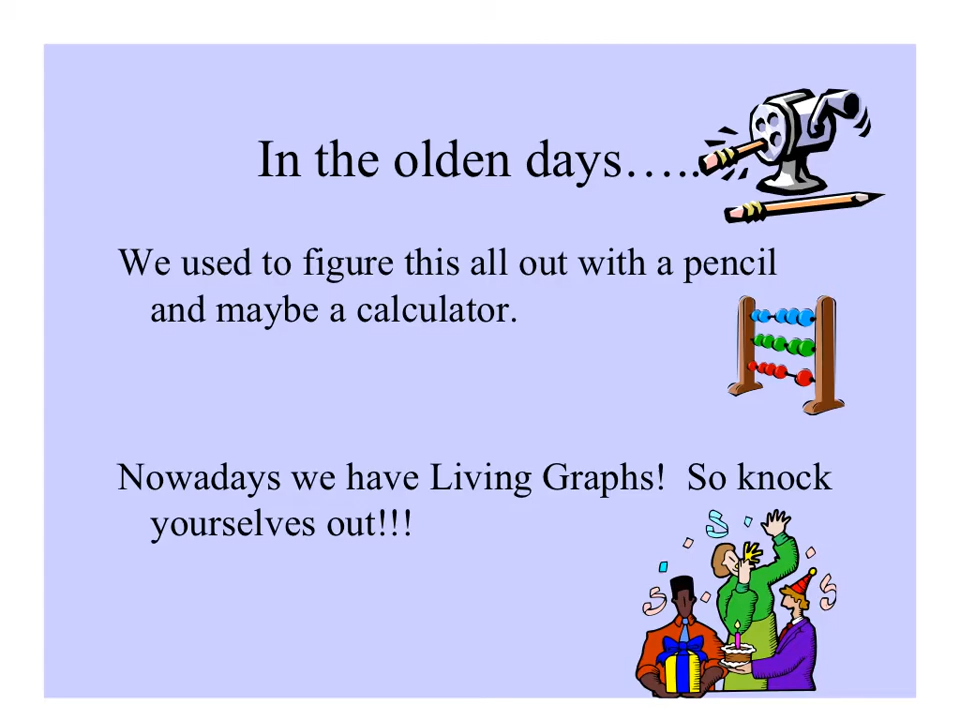 In the olden days…..
We used to figure this all out with a pencil
and maybe a calculator.
Nowadays we have Living Graphs!  So knock
yourselves out!!!